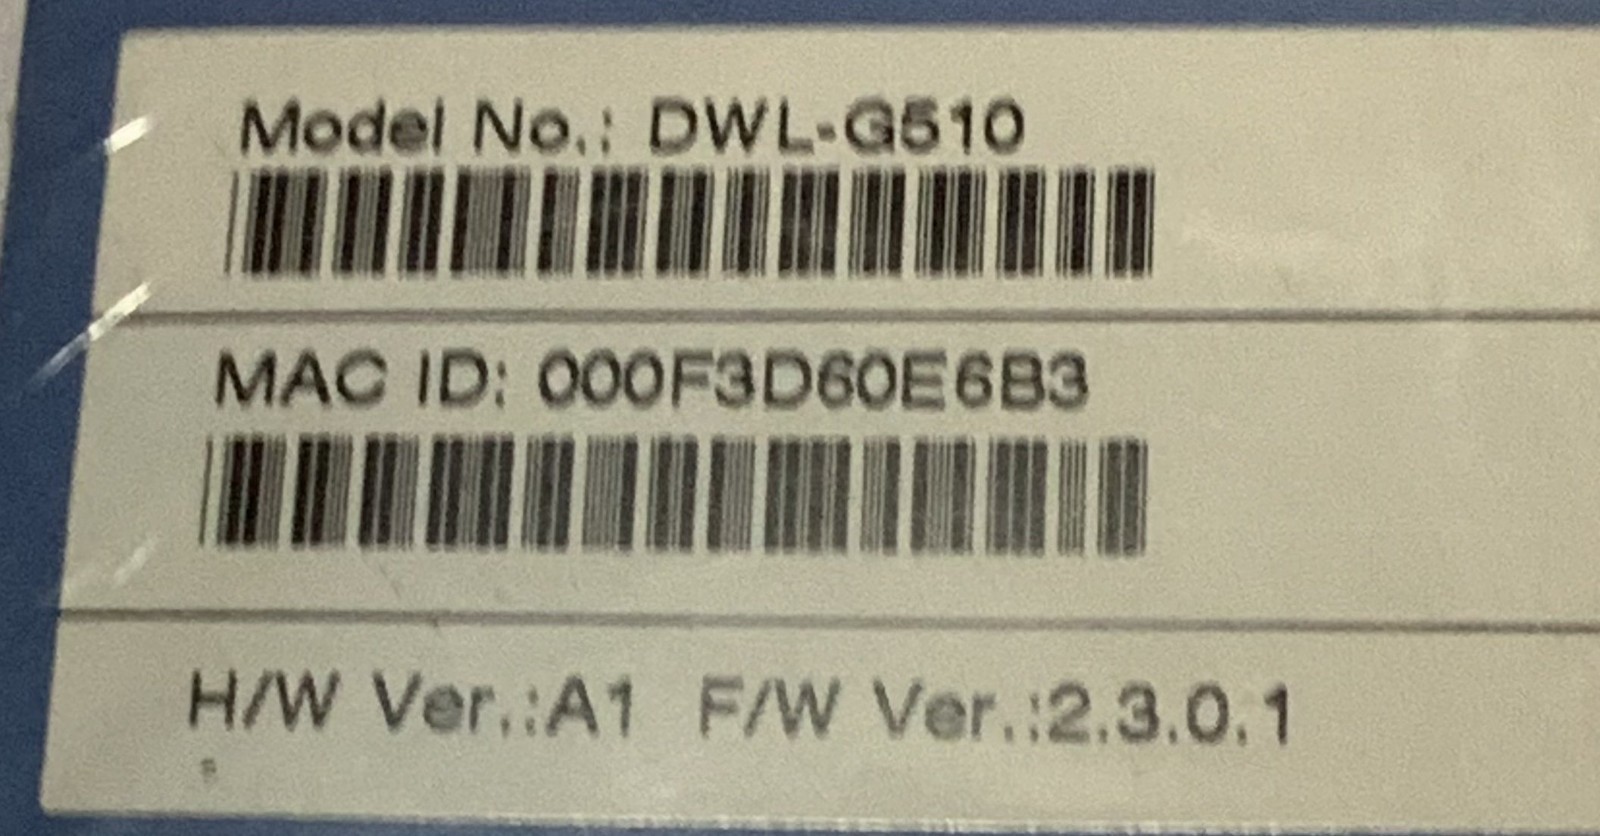 Model No.: DWL-G510
MAC ID: 000F3D60E6B3
H/W Ver.:A1 F/W Ver.:2.3.0.1